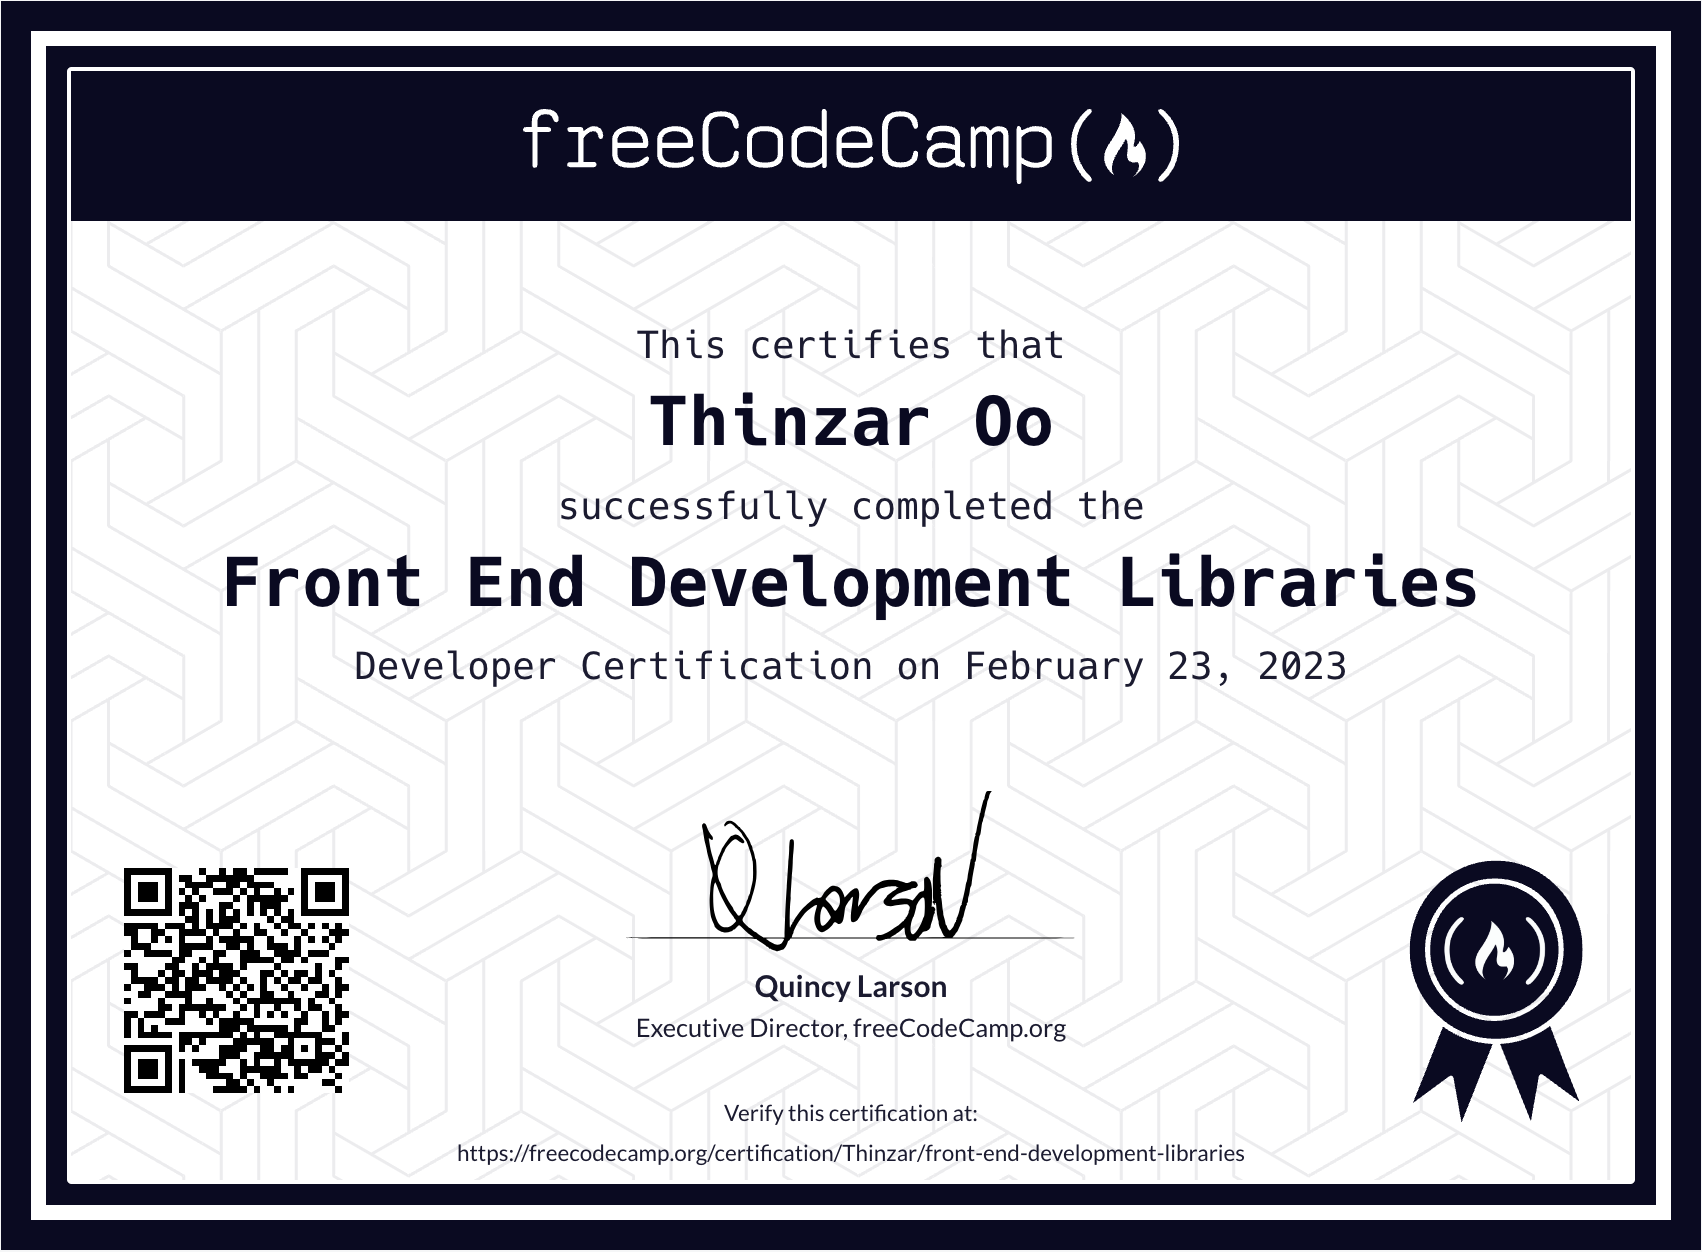 freeCodeCamp
This certifies that
Thinzar Oo
successfully completed the
Front End Development Libraries
Developer Certification on February 23, 2023
Quincy Larson
Executive Director, freeCodeCamp.org
Verify this certification at:
https://freecodecamp.org/certification/Thinzar/front-end-development-libraries